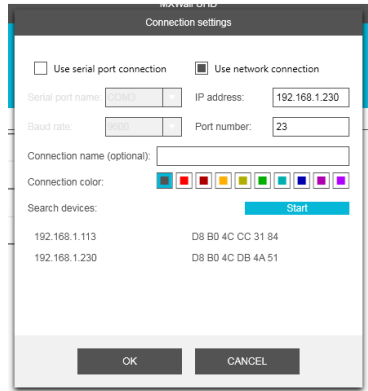 MXWall UHD
Connection settings
Use serial port connection Use network connection
Serial port name: COM3 IP address: 192.168.1.230
Baud rate: 9600 Port number: 23
Connection name (optional):
Connection color:
Search devices: Start
192.168.1.113 D8 B0 4C CC 31 84
192.168.1.230 D8 B0 4C DB 4A 51
OK CANCEL